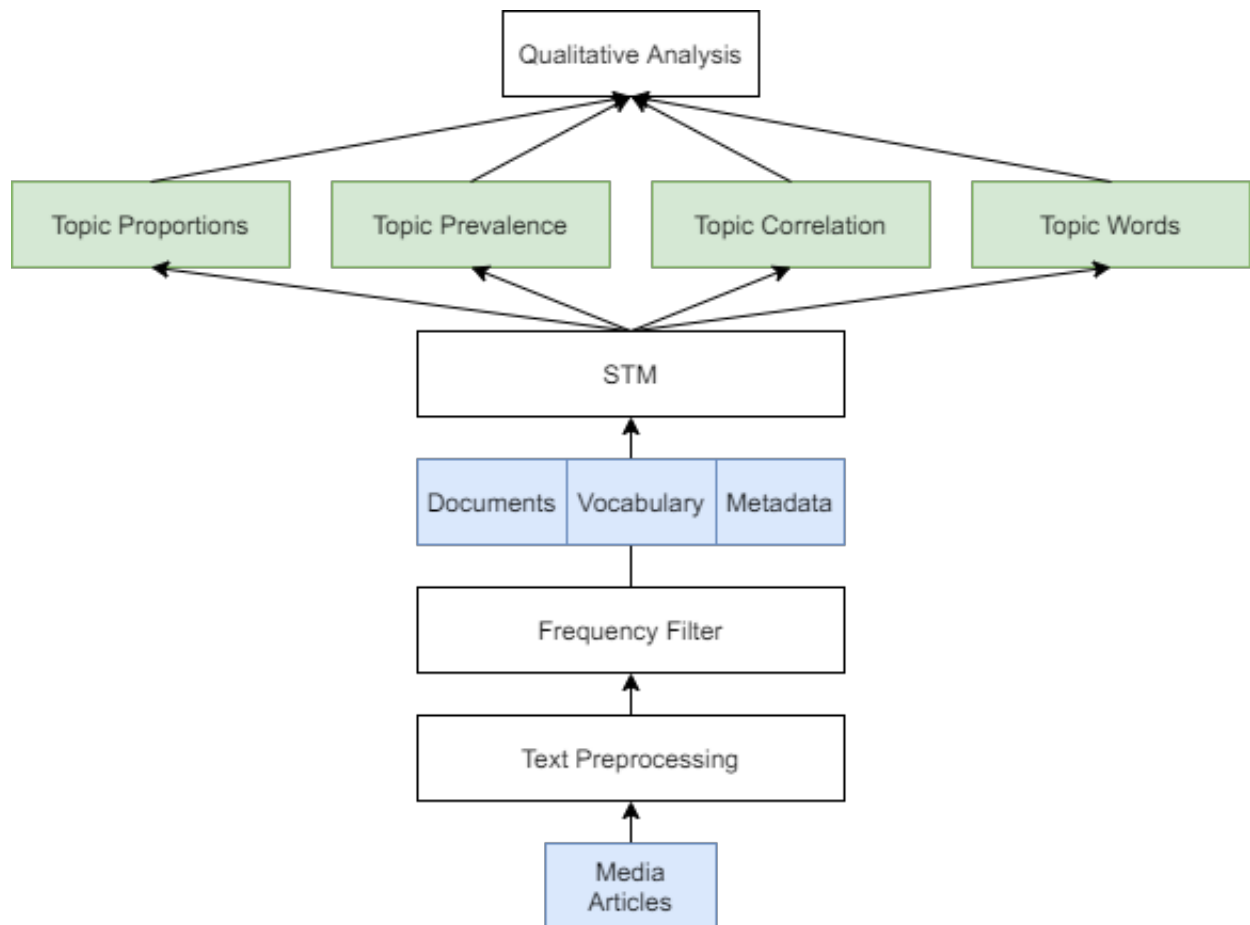 Qualitative Analysis
Topic Proportions
Topic Prevalence
Topic Correlation
Topic Words
STM
Documents
Vocabulary
Metadata
Frequency Filter
Text Preprocessing
Media
Articles